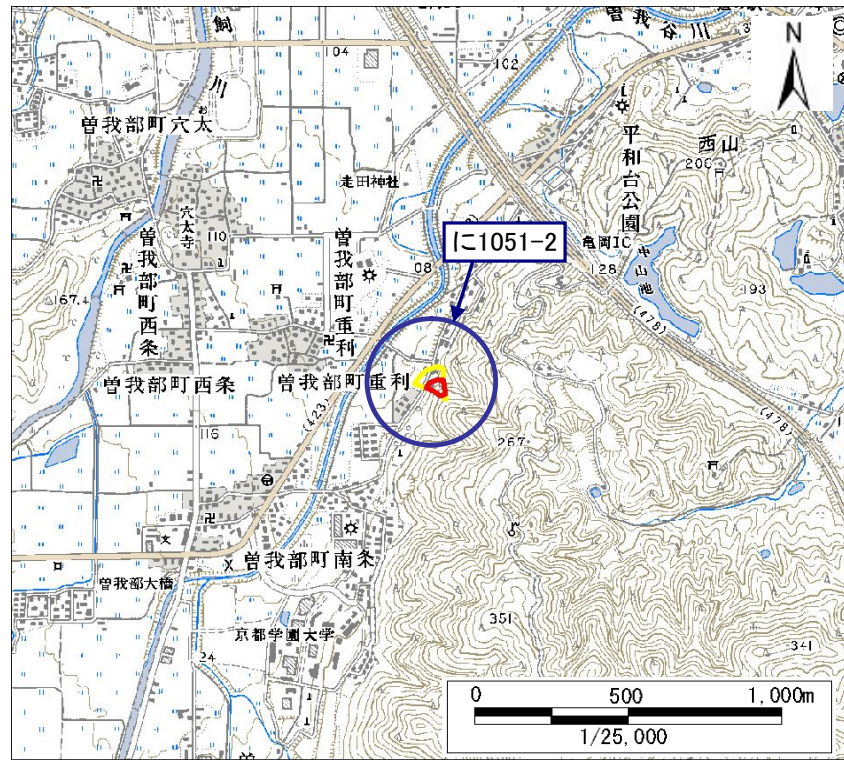 飼
川
104
曽我谷川
102
N
曽我部町穴太
お
西山
200
平和台公園
走田神社
穴太寺
110
曽我部町西条
曽我部町重利
に1051-2
08
亀岡IC
128
中山池
193
167.4
(478)
曽我部町西条
曽我部町重利
(423)
116
267
(478)
曽我部町南条
曽我部大橋
京都学園大学
351
341
24
0 500 1,000m
1/25,000